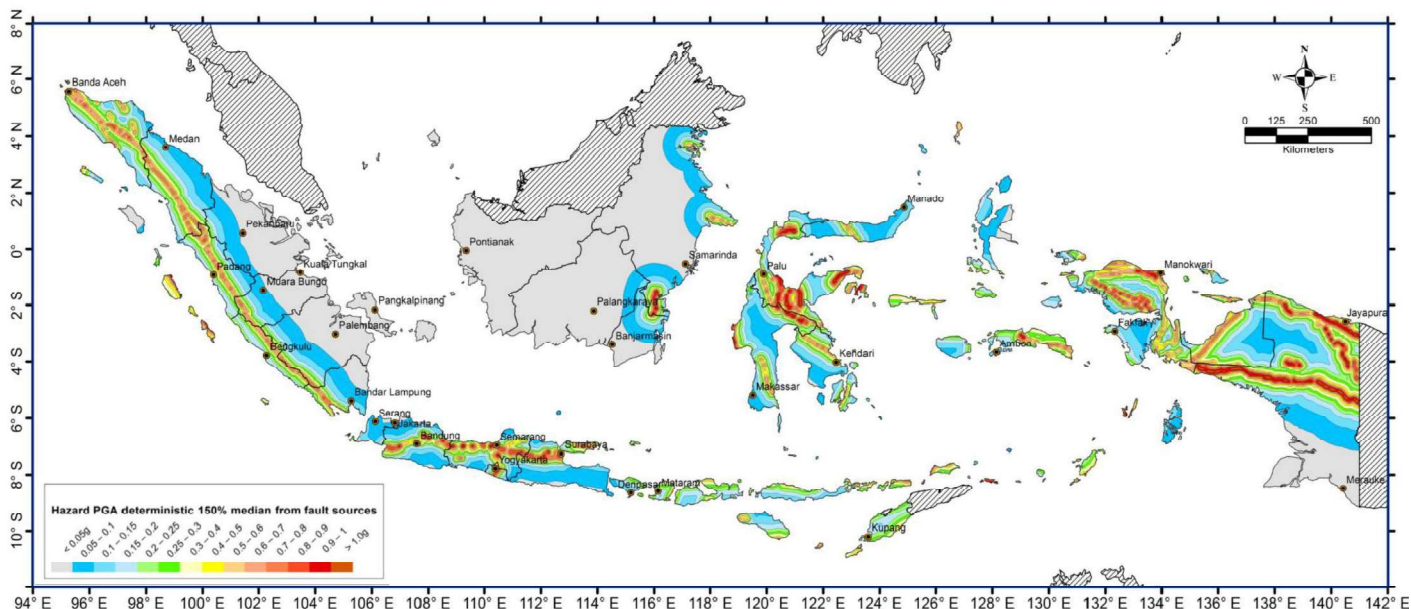 8° N
6° N
4° N
2° N
0°
2° S
4° S
6° S
8° S
10° S
Banda Aceh
Medan
Pekanbaru
Padang
Kuala Tungkal
Muara Bungo
Pangkalpinang
Palembang
Bengkulu
Bandar Lampung
Serang
Jakarta
Bandung
Semarang
Surabaya
Yogyakarta
Denpasar
Mataram
Kupang
Pontianak
Samarinda
Palangkaraya
Banjarmasin
Palu
Manado
Kendari
Makassar
Ambon
Manokwari
Fakfak
Jayapura
Merauke
N
W E
S
0 125 250 500
Kilometers
Hazard PGA deterministic 150% median from fault sources
< 0.05g
0.05 – 0.1
0.1 – 0.15
0.15 – 0.2
0.2 – 0.25
0.25 – 0.3
0.3 – 0.4
0.4 – 0.5
0.5 – 0.6
0.6 – 0.7
0.7 – 0.8
0.8 – 0.9
0.9 – 1
> 1.0g
94° E 96° E 98° E 100° E 102° E 104° E 106° E 108° E 110° E 112° E 114° E 116° E 118° E 120° E 122° E 124° E 126° E 128° E 130° E 132° E 134° E 136° E 138° E 140° E 142° E